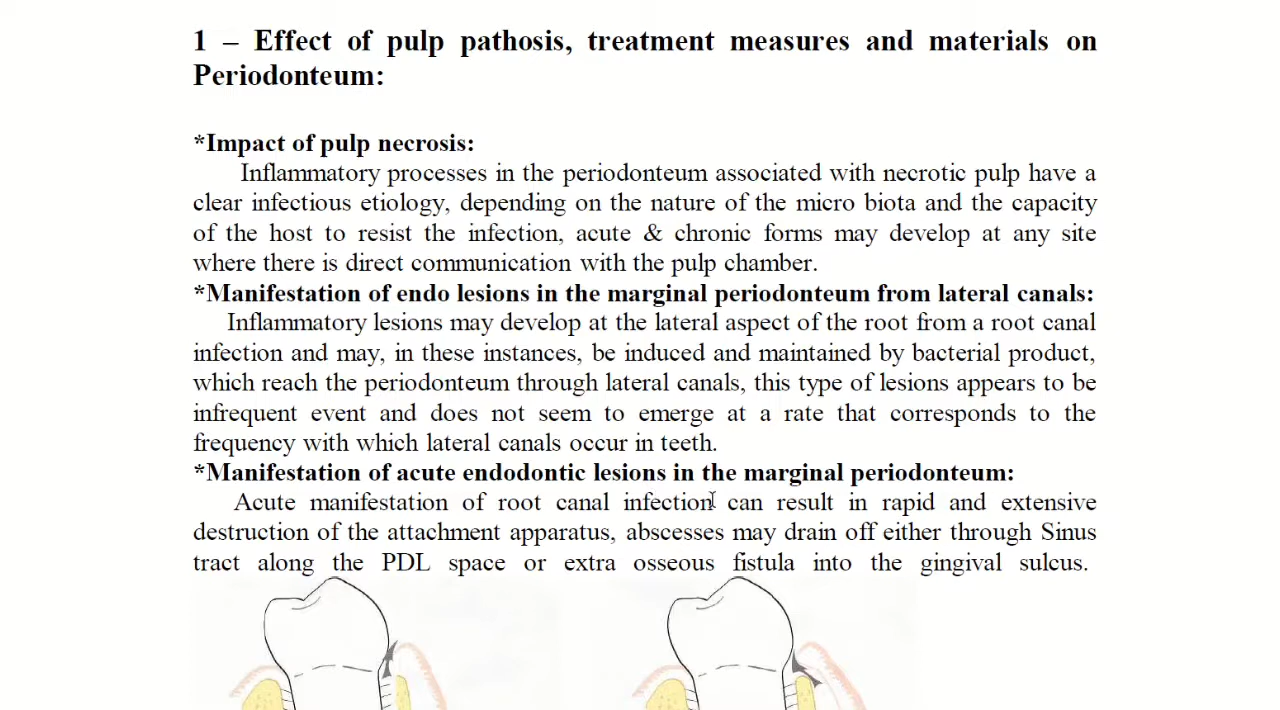 1 – Effect of pulp pathosis, treatment measures and materials on
Periodonteum:
*Impact of pulp necrosis:
Inflammatory processes in the periodonteum associated with necrotic pulp have a
clear infectious etiology, depending on the nature of the micro biota and the capacity
of the host to resist the infection, acute & chronic forms may develop at any site
where there is direct communication with the pulp chamber.
*Manifestation of endo lesions in the marginal periodonteum from lateral canals:
Inflammatory lesions may develop at the lateral aspect of the root from a root canal
infection and may, in these instances, be induced and maintained by bacterial product,
which reach the periodonteum through lateral canals, this type of lesions appears to be
infrequent event and does not seem to emerge at a rate that corresponds to the
frequency with which lateral canals occur in teeth.
*Manifestation of acute endodontic lesions in the marginal periodonteum:
Acute manifestation of root canal infection can result in rapid and extensive
destruction of the attachment apparatus, abscesses may drain off either through Sinus
tract along the PDL space or extra osseous fistula into the gingival sulcus.